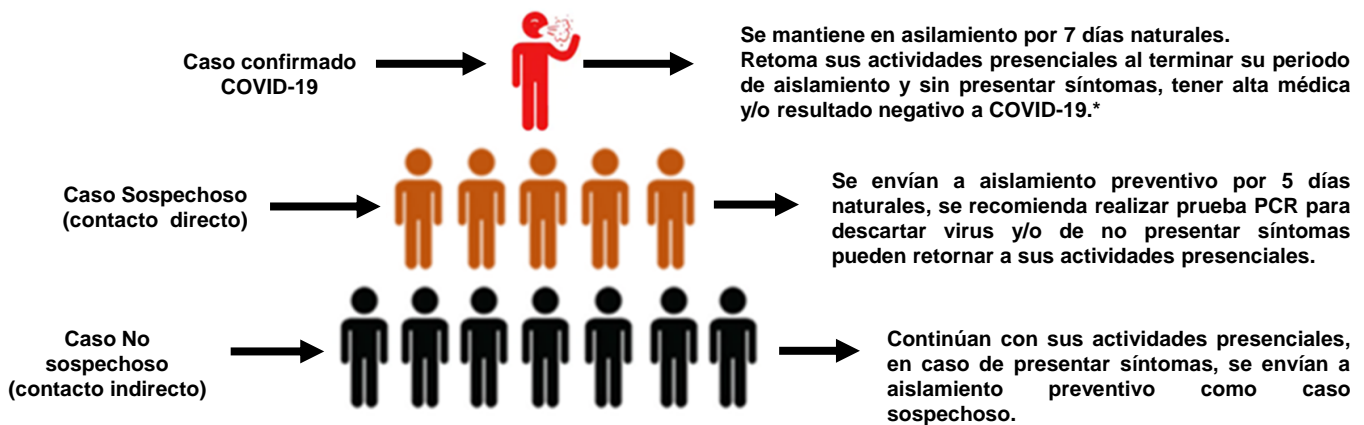 Caso confirmado
COVID-19
Se mantiene en asilamiento por 7 días naturales.
Retoma sus actividades presenciales al terminar su periodo
de aislamiento y sin presentar síntomas, tener alta médica
y/o resultado negativo a COVID-19.*
Caso Sospechoso
(contacto directo)
Se envían a aislamiento preventivo por 5 días
naturales, se recomienda realizar prueba PCR para
descartar virus y/o de no presentar síntomas
pueden retornar a sus actividades presenciales.
Caso No
sospechoso
(contacto indirecto)
Continúan con sus actividades presenciales,
en caso de presentar síntomas, se envían a
aislamiento preventivo como caso
sospechoso.